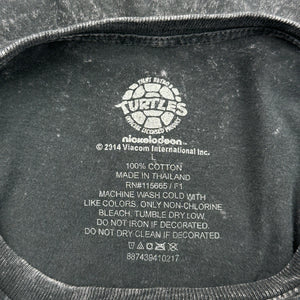 TURTLES
nickelodeon
© 2014 Viacom International Inc.
L
100% COTTON
MADE IN THAILAND
RN#115665 / F1
MACHINE WASH COLD WITH
LIKE COLORS, ONLY NON-CHLORINE
BLEACH. TUMBLE DRY LOW.
DO NOT IRON IF DECORATED.
DO NOT DRY CLEAN IF DECORATED.
887439410217